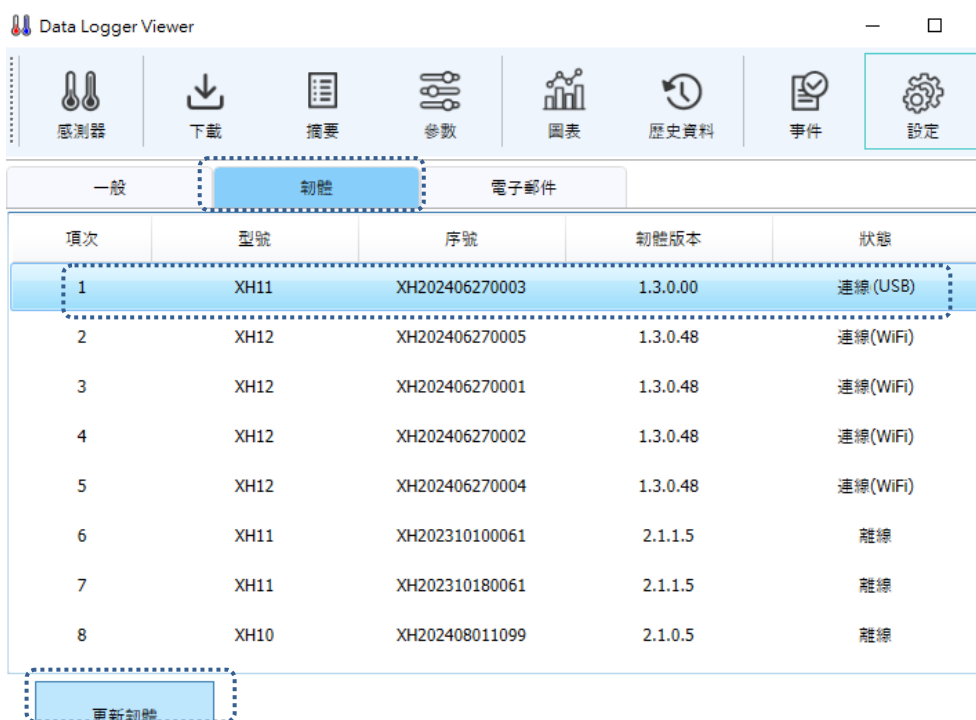 Data Logger Viewer
感測器 下載 摘要 參數 圖表 歷史資料 事件 設定
一般 韌體 電子郵件
項次 型號 序號 韌體版本 狀態
1 XH11 XH202406270003 1.3.0.00 連線(USB)
2 XH12 XH202406270005 1.3.0.48 連線(WiFi)
3 XH12 XH202406270001 1.3.0.48 連線(WiFi)
4 XH12 XH202406270002 1.3.0.48 連線(WiFi)
5 XH12 XH202406270004 1.3.0.48 連線(WiFi)
6 XH11 XH202310100061 2.1.1.5 離線
7 XH11 XH202310180061 2.1.1.5 離線
8 XH10 XH202408011099 2.1.0.5 離線
更新韌體